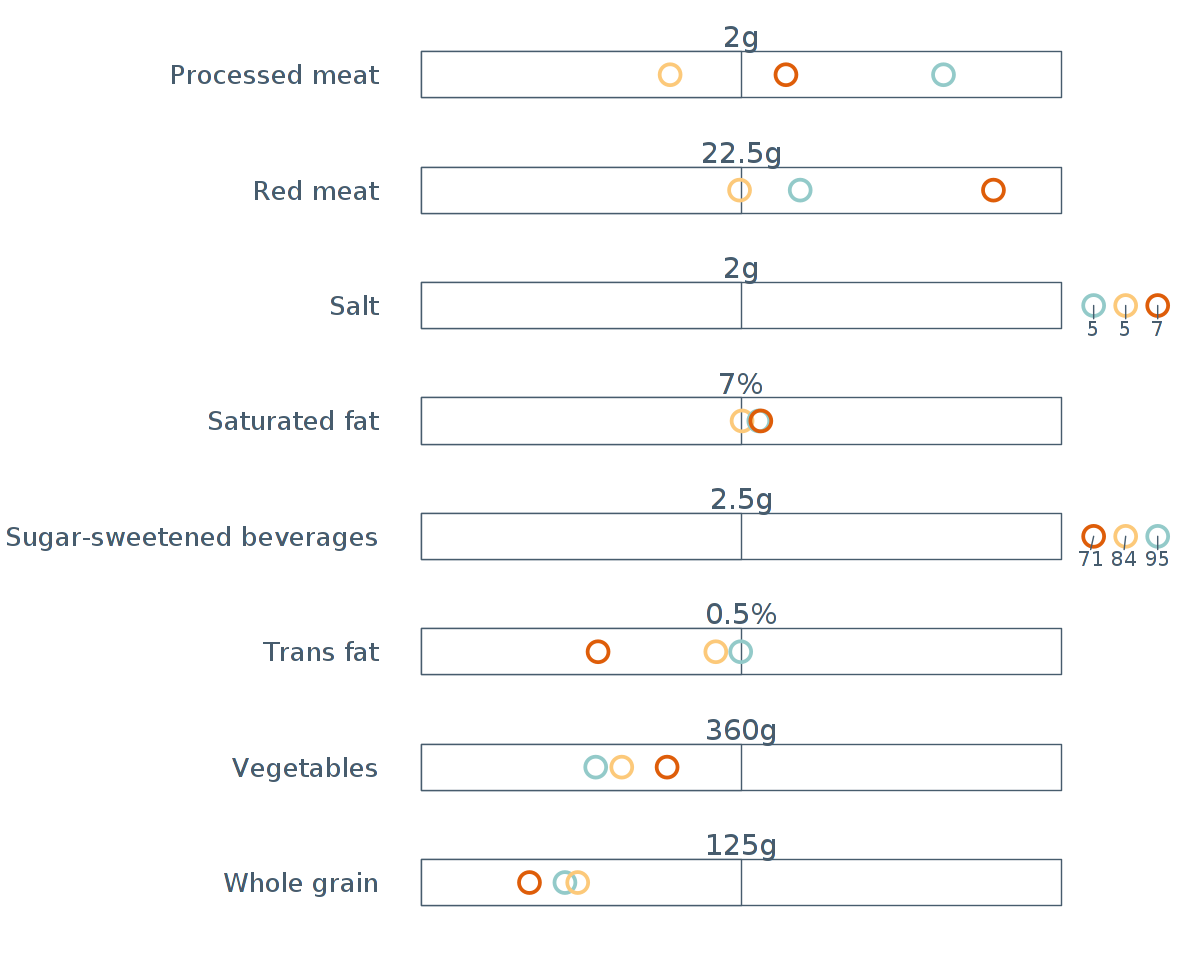 2g
Processed meat
22.5g
Red meat
2g
Salt
5 5 7
7%
Saturated fat
2.5g
Sugar-sweetened beverages
71 84 95
0.5%
Trans fat
360g
Vegetables
125g
Whole grain